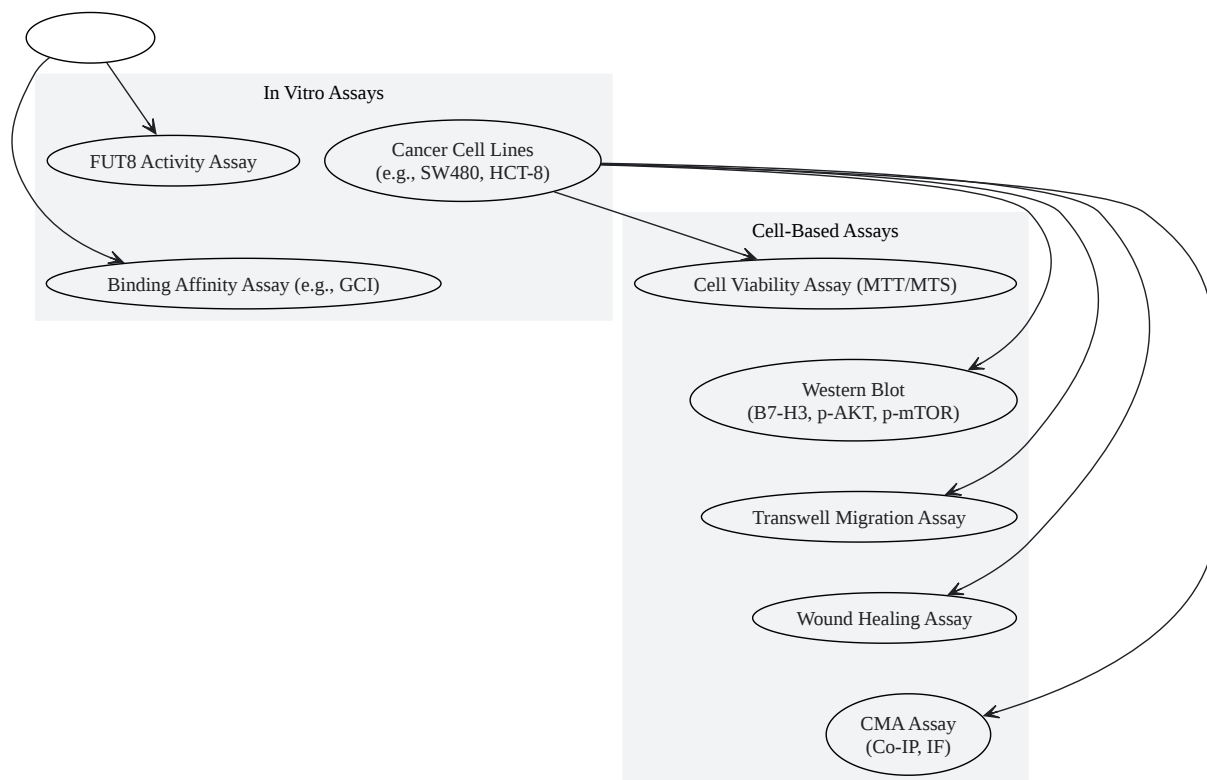 In Vitro Assays
FUT8 Activity Assay
Cancer Cell Lines
(e.g., SW480, HCT-8)
Binding Affinity Assay (e.g., GCI)
Cell-Based Assays
Cell Viability Assay (MTT/MTS)
Western Blot
(B7-H3, p-AKT, p-mTOR)
Transwell Migration Assay
Wound Healing Assay
CMA Assay
(Co-IP, IF)